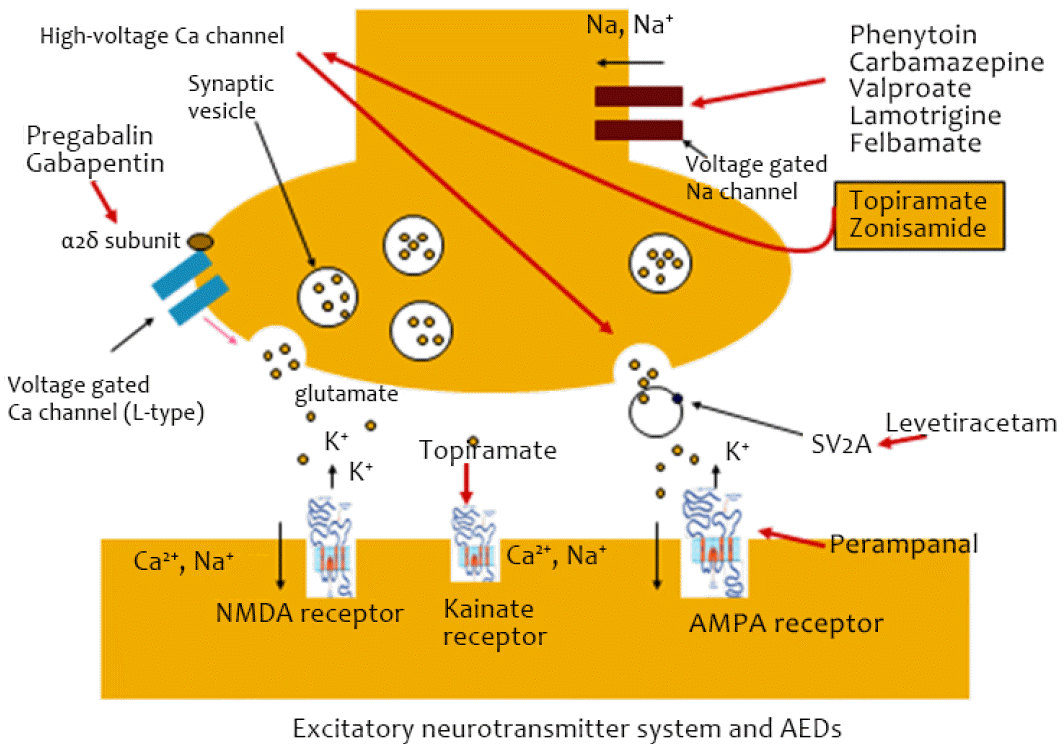 High-voltage Ca channel
Na, Na⁺
Phenytoin
Carbamazepine
Valproate
Lamotrigine
Felbamate
Synaptic
vesicle
Pregabalin
Gabapentin
Voltage gated
Na channel
Topiramate
Zonisamide
α2δ subunit
Voltage gated
Ca channel (L-type)
glutamate
K⁺
K⁺
Topiramate
K⁺
SV2A
Levetiracetam
Ca²⁺, Na⁺
Ca²⁺, Na⁺
Perampanal
NMDA receptor
Kainate
receptor
AMPA receptor
Excitatory neurotransmitter system and AEDs